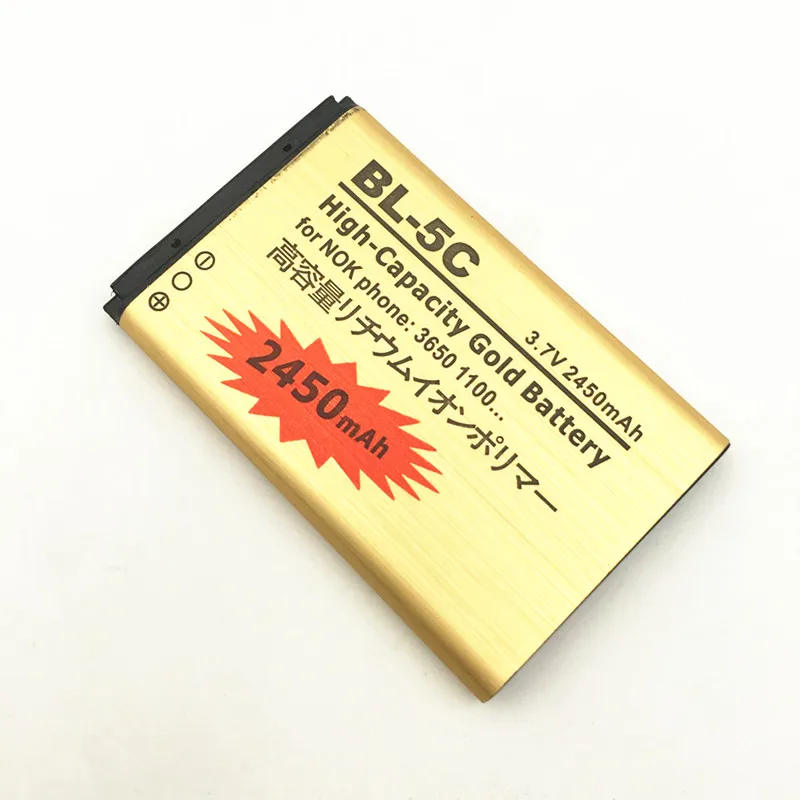 BL-5C
High-Capacity Gold Battery
3.7V 2450mAh
for NOK phone: 3650 1100...
高容量リチウムイオンポリマー
2450mAh